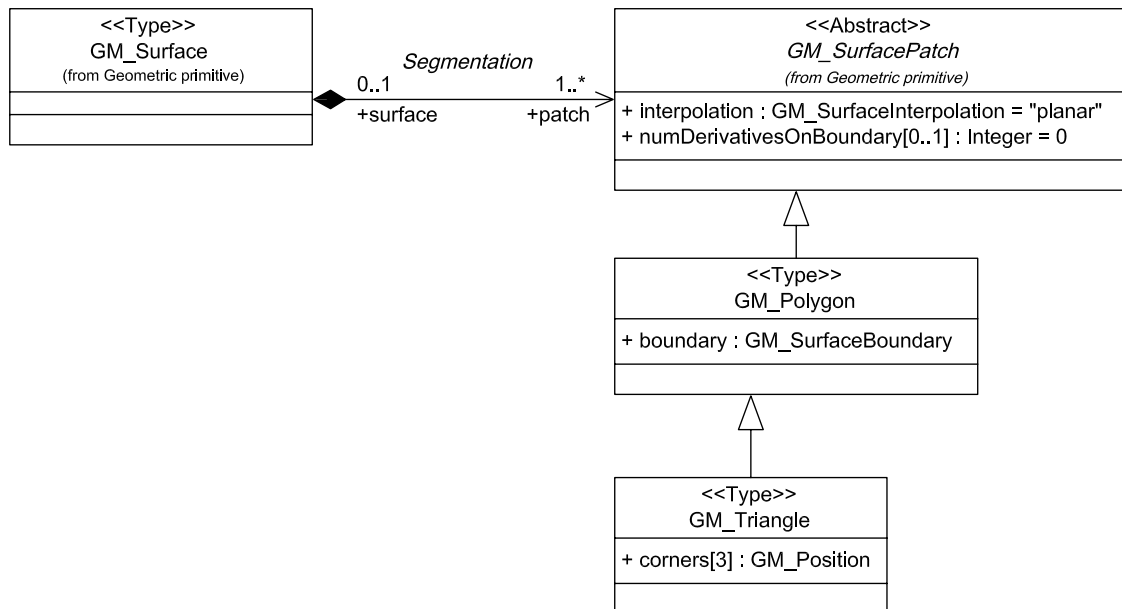 <<Type>>
GM_Surface
(from Geometric primitive)
Segmentation
0..1
1..*
+surface
+patch
<<Abstract>>
GM_SurfacePatch
(from Geometric primitive)
+ interpolation : GM_SurfaceInterpolation = "planar"
+ numDerivativesOnBoundary[0..1] : Integer = 0
<<Type>>
GM_Polygon
+ boundary : GM_SurfaceBoundary
<<Type>>
GM_Triangle
+ corners[3] : GM_Position